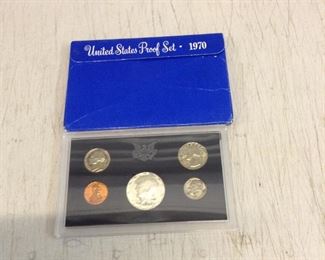 United States Proof Set · 1970